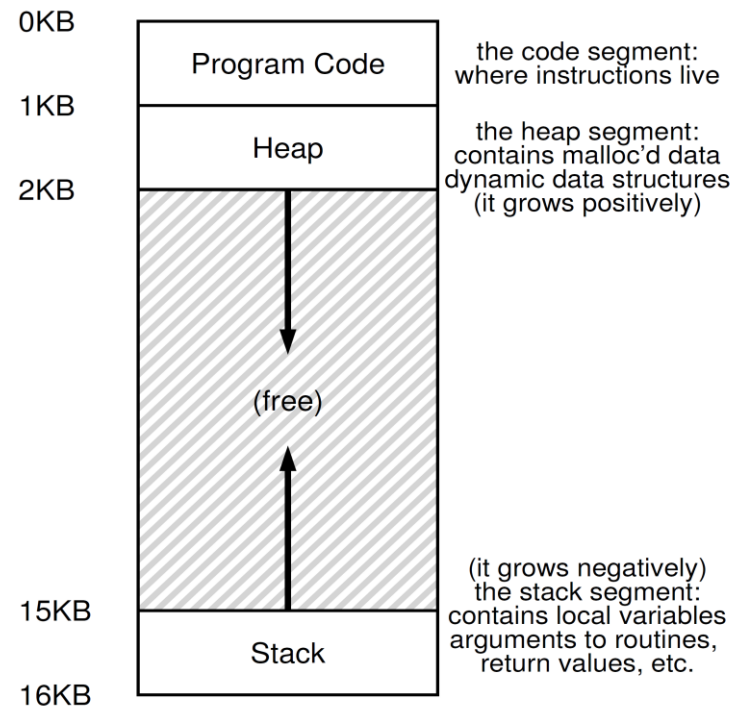 0KB
Program Code
the code segment:
where instructions live
1KB
Heap
the heap segment:
contains malloc'd data
dynamic data structures
(it grows positively)
2KB
(free)
(it grows negatively)
the stack segment:
contains local variables
arguments to routines,
return values, etc.
15KB
Stack
16KB